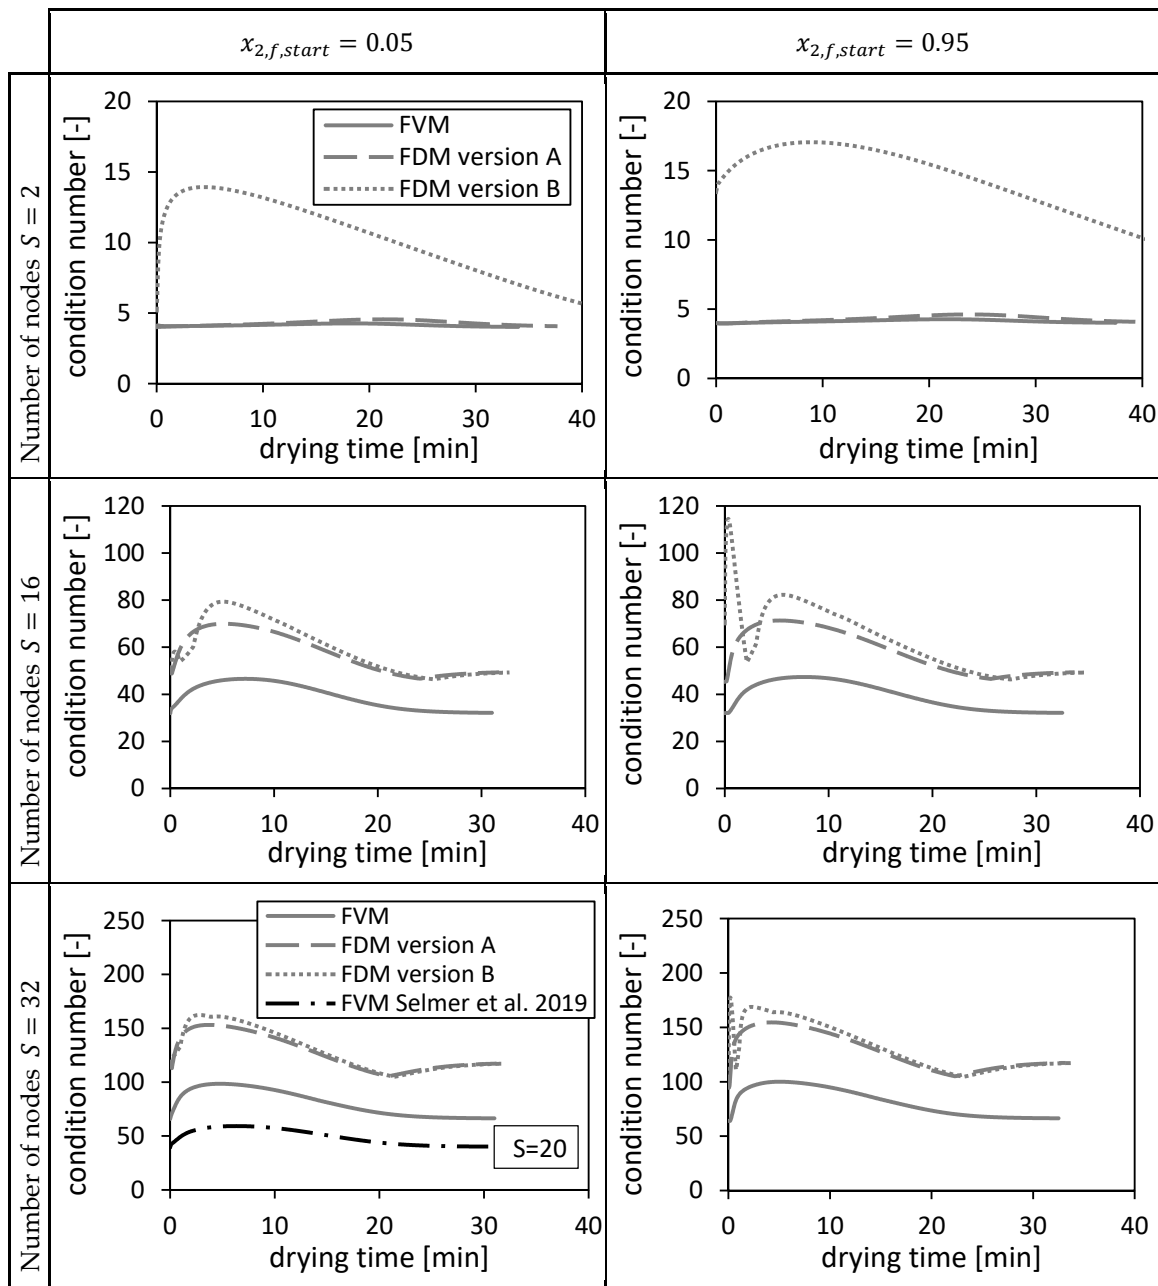 x2,f,start = 0.05
x2,f,start = 0.95
Number of nodes S = 2
condition number [-]
20
15
10
5
0
FVM
FDM version A
FDM version B
0 10 20 30 40
drying time [min]
condition number [-]
20
15
10
5
0
0 10 20 30 40
drying time [min]
Number of nodes S = 16
condition number [-]
120
100
80
60
40
20
0
0 10 20 30 40
drying time [min]
condition number [-]
120
100
80
60
40
20
0
0 10 20 30 40
drying time [min]
Number of nodes S = 32
condition number [-]
250
200
150
100
50
0
FVM
FDM version A
FDM version B
FVM Selmer et al. 2019
S=20
0 10 20 30 40
drying time [min]
condition number [-]
250
200
150
100
50
0
0 10 20 30 40
drying time [min]